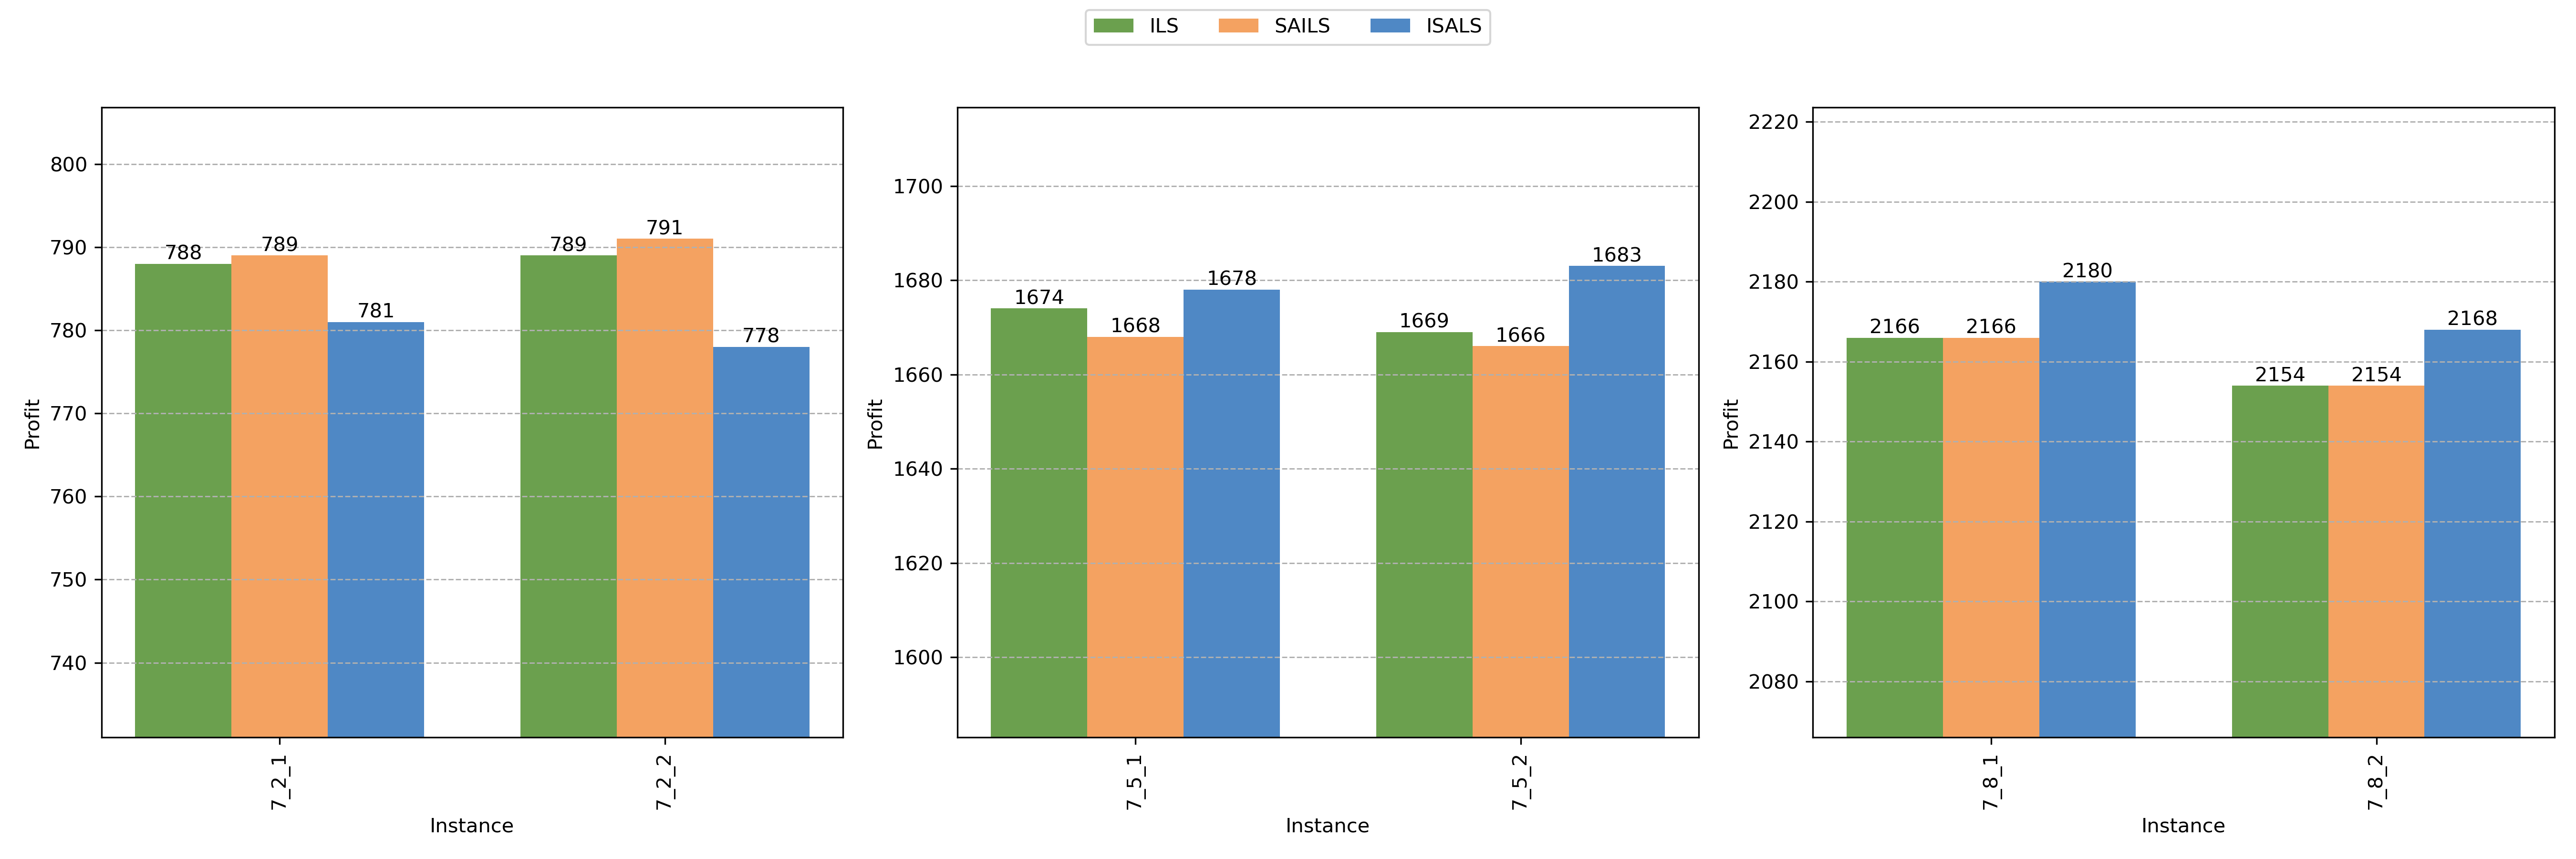 ILS SAILS ISALS
800
790
780
770
760
750
740
Profit
788 789 781 789 791 778
7_2_1 7_2_2
Instance
1700
1680
1660
1640
1620
1600
Profit
1674 1668 1678 1669 1666 1683
7_5_1 7_5_2
Instance
2220
2200
2180
2160
2140
2120
2100
2080
Profit
2166 2166 2180 2154 2154 2168
7_8_1 7_8_2
Instance